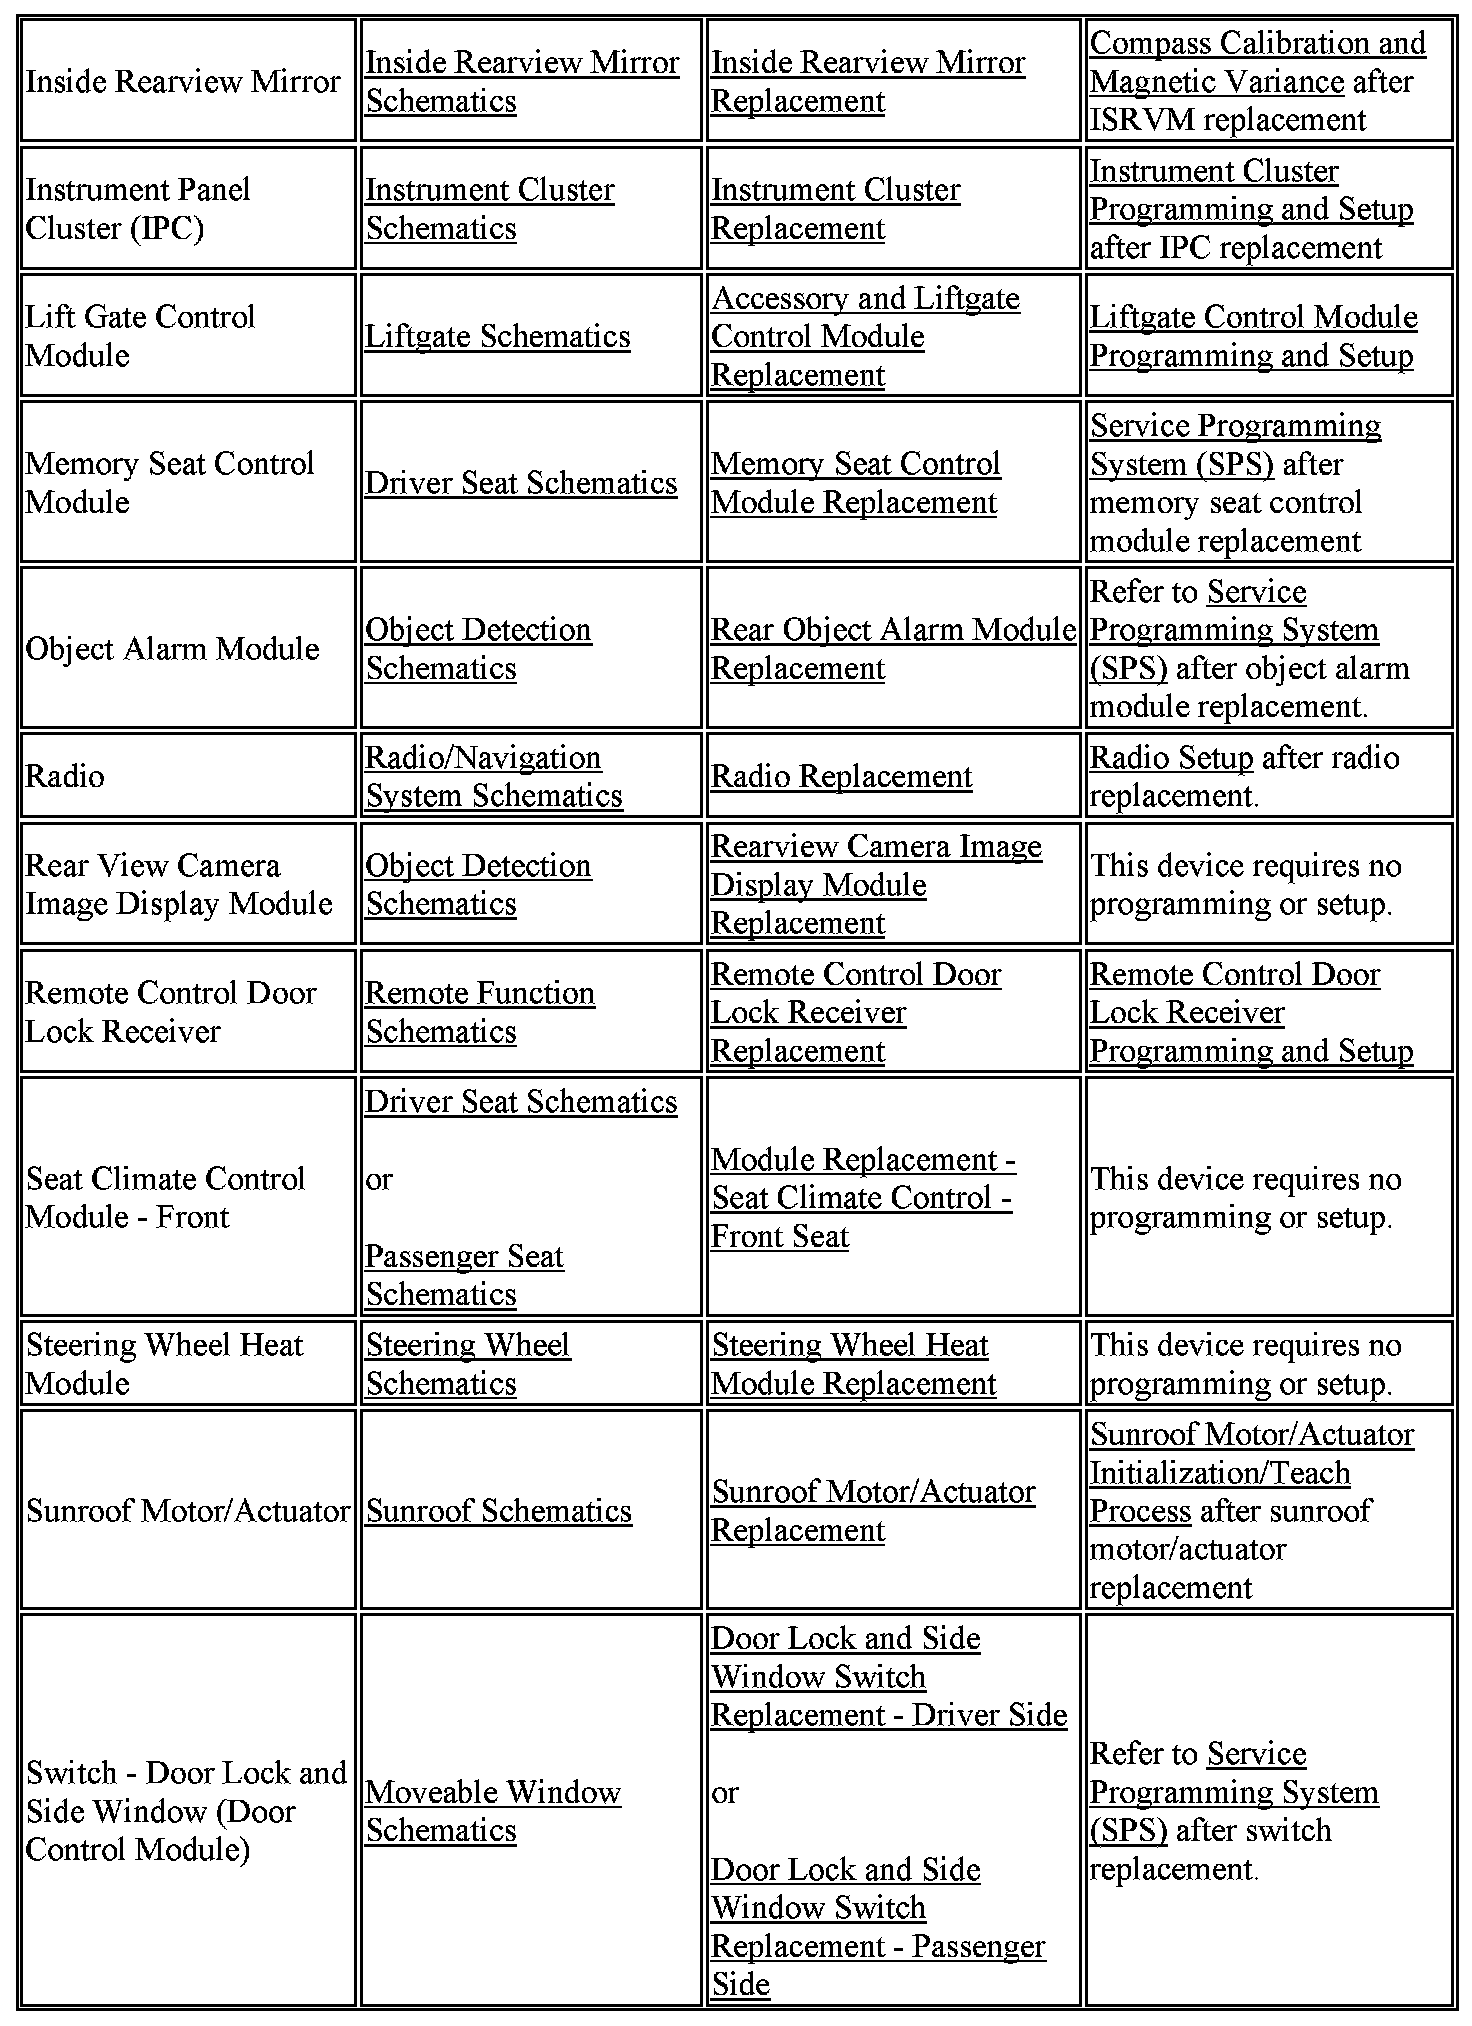 Inside Rearview Mirror
Inside Rearview Mirror
Schematics
Inside Rearview Mirror
Replacement
Compass Calibration and
Magnetic Variance after
ISRVM replacement
Instrument Panel
Cluster (IPC)
Instrument Cluster
Schematics
Instrument Cluster
Replacement
Instrument Cluster
Programming and Setup
after IPC replacement
Lift Gate Control
Module
Liftgate Schematics
Accessory and Liftgate
Control Module
Replacement
Liftgate Control Module
Programming and Setup
Memory Seat Control
Module
Driver Seat Schematics
Memory Seat Control
Module Replacement
Service Programming
System (SPS) after
memory seat control
module replacement
Object Alarm Module
Object Detection
Schematics
Rear Object Alarm Module
Replacement
Refer to Service
Programming System
(SPS) after object alarm
module replacement.
Radio
Radio/Navigation
System Schematics
Radio Replacement
Radio Setup after radio
replacement.
Rear View Camera
Image Display Module
Object Detection
Schematics
Rearview Camera Image
Display Module
Replacement
This device requires no
programming or setup.
Remote Control Door
Lock Receiver
Remote Function
Schematics
Remote Control Door
Lock Receiver
Replacement
Remote Control Door
Lock Receiver
Programming and Setup
Seat Climate Control
Module - Front
Driver Seat Schematics
or
Passenger Seat
Schematics
Module Replacement -
Seat Climate Control -
Front Seat
This device requires no
programming or setup.
Steering Wheel Heat
Module
Steering Wheel
Schematics
Steering Wheel Heat
Module Replacement
This device requires no
programming or setup.
Sunroof Motor/Actuator
Sunroof Schematics
Sunroof Motor/Actuator
Replacement
Sunroof Motor/Actuator
Initialization/Teach
Process after sunroof
motor/actuator
replacement
Switch - Door Lock and
Side Window (Door
Control Module)
Moveable Window
Schematics
Door Lock and Side
Window Switch
Replacement - Driver Side
or
Door Lock and Side
Window Switch
Replacement - Passenger
Side
Refer to Service
Programming System
(SPS) after switch
replacement.